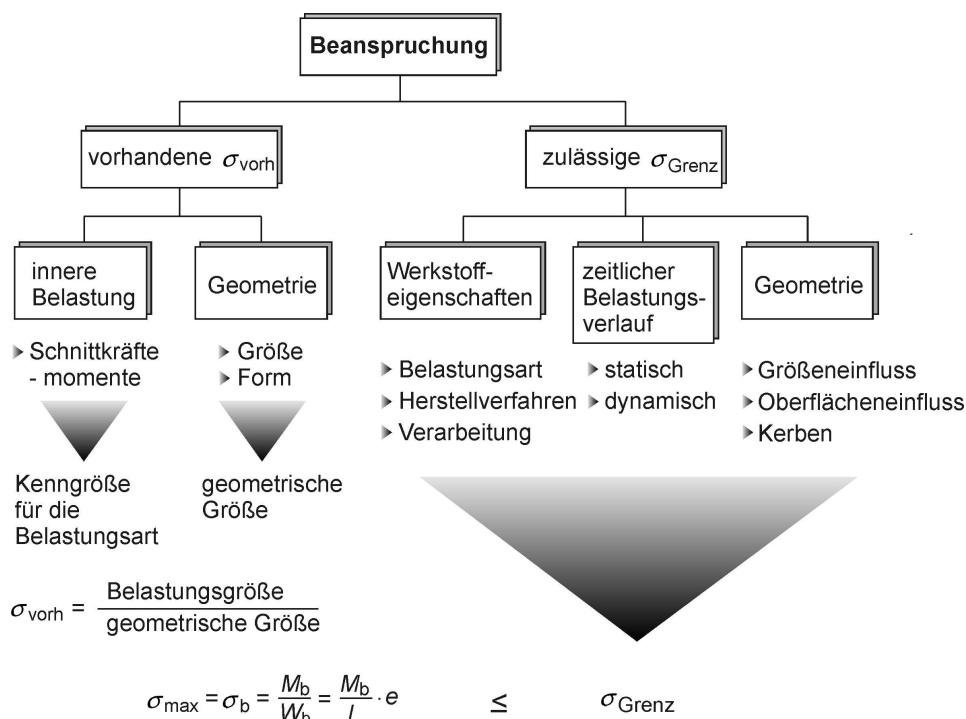 Beanspruchung
vorhandene σvorh
zulässige σGrenz
innere
Belastung
Geometrie
Werkstoff-
eigenschaften
zeitlicher
Belastungs-
verlauf
Geometrie
Schnittkräfte
- momente
Größe
Form
Belastungsart
Herstellverfahren
Verarbeitung
statisch
dynamisch
Größeneinfluss
Oberflächeneinfluss
Kerben
Kenngröße
für die
Belastungsart
geometrische
Größe
σvorh = Belastungsgröße / geometrische Größe
σmax = σb = Mb / Wb = Mb / I · e ≤ σGrenz